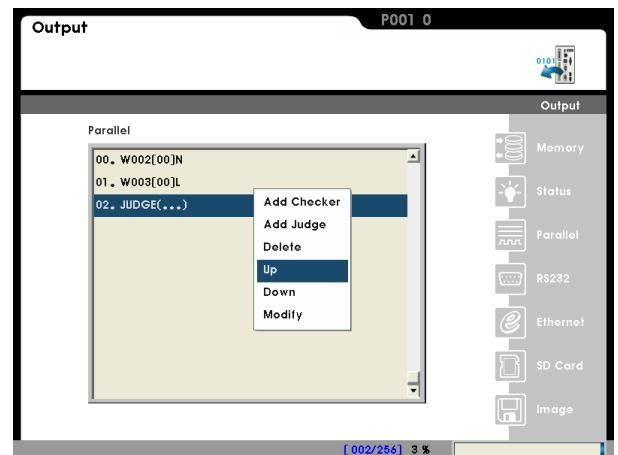 Output
P001 0
0101
Output
Parallel
00. W002[00]N
01. W003[00]L
02. JUDGE(...)
Add Checker
Add Judge
Delete
Up
Down
Modify
Memory
Status
Parallel
RS232
Ethernet
SD Card
Image
[002/256] 3 %